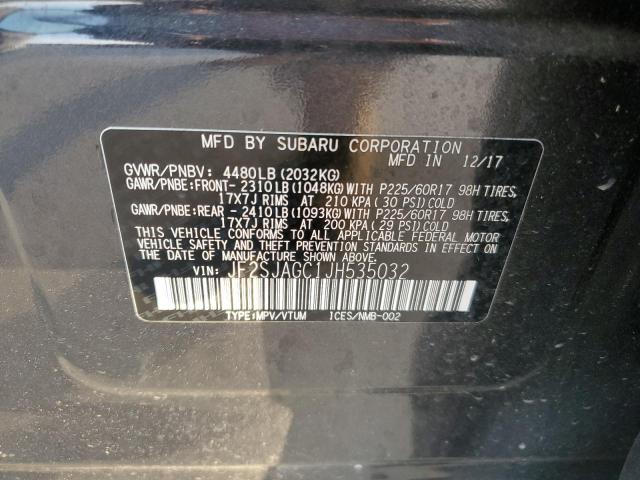 MFD BY SUBARU CORPORATION
MFD IN 12/17
GVWR/PNBV: 4480LB (2032KG)
GAWR/PNBE:FRONT- 2310LB(1048KG)WITH P225/60R17 98H TIRES,
17X7J RIMS AT 210 KPA (30 PSI)COLD
GAWR/PNBE:REAR - 2410LB(1093KG)WITH P225/60R17 98H TIRES,
17X7J RIMS AT 200 KPA (29 PSI)COLD
THIS VEHICLE CONFORMS TO ALL APPLICABLE FEDERAL MOTOR
VEHICLE SAFETY AND THEFT PREVENTION STANDARDS IN EFFECT ON
THE DATE OF MANUFACTURE SHOWN ABOVE.
VIN: JF2SJAGC1JH535032
TYPE:MPV/VTUM ICES/NMB-002